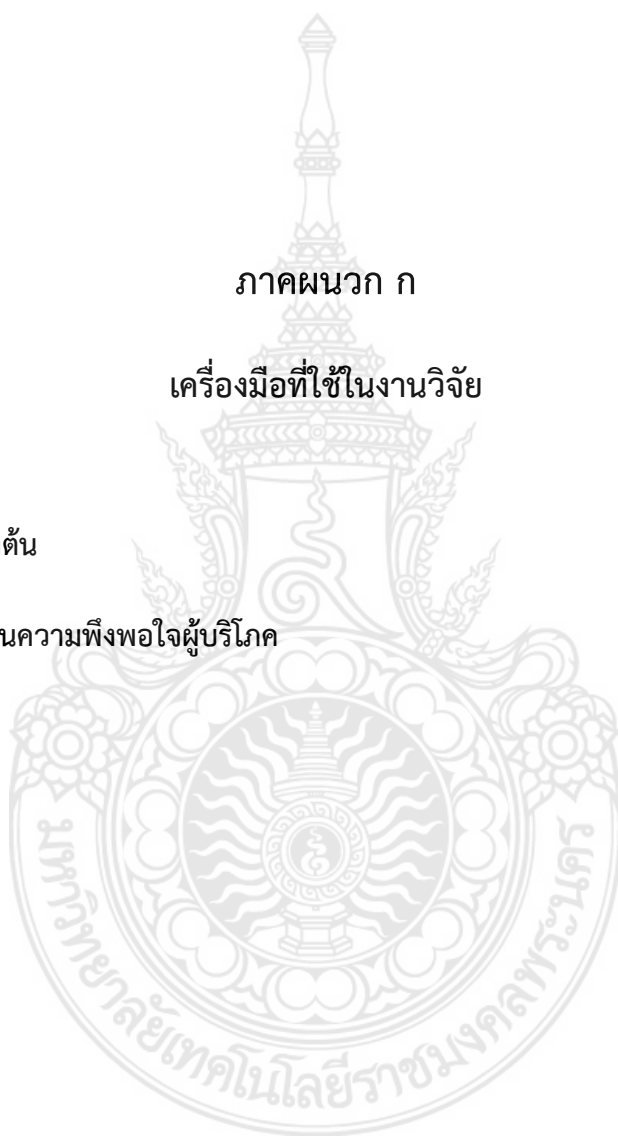 ภาคผนวก ก
เครื่องมือที่ใช้ในงานวิจัย
ต้น
ความพึงพอใจผู้บริโภค
มหาวิทยาลัยเทคโนโลยีราชมงคลพระนคร